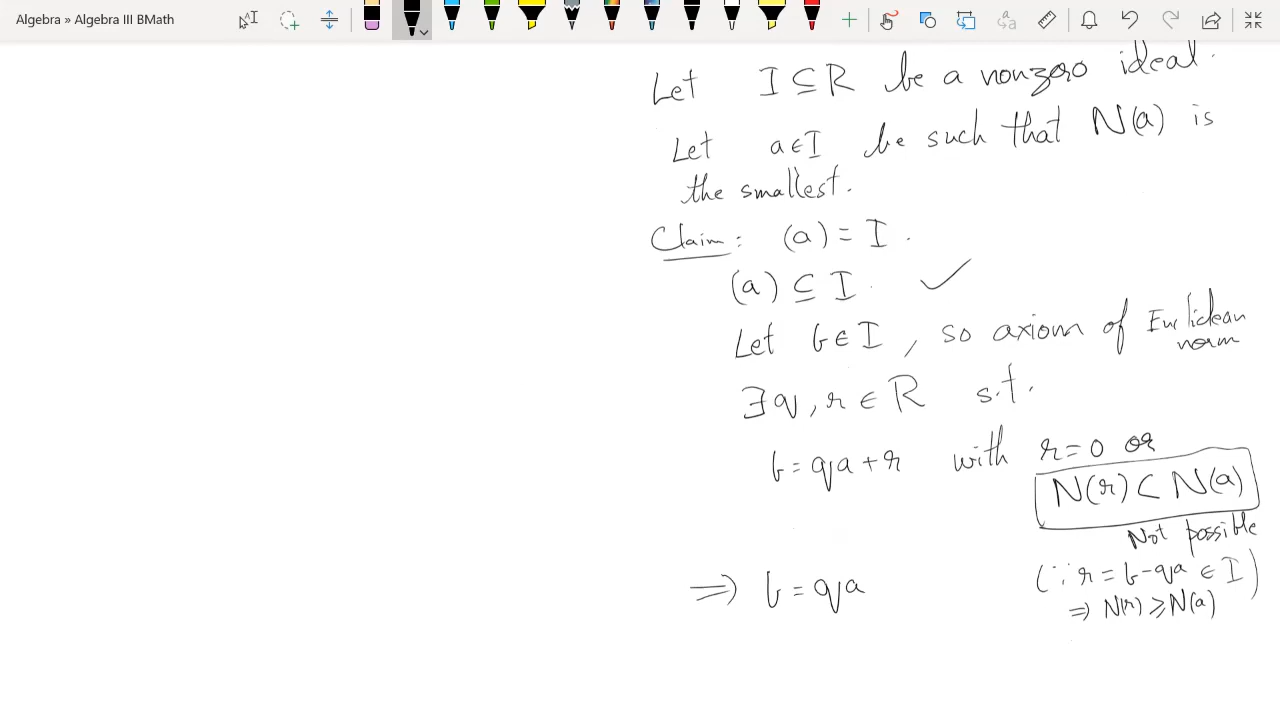 Algebra » Algebra III BMath
Let I ⊆ R be a nonzero ideal.
Let a ∈ I be such that N(a) is
the smallest.
Claim: (a) = I.
(a) ⊆ I. ✓
Let b ∈ I, so axiom of Euclidean norm
∃ q, r ∈ R s.t.
b = qa + r with r = 0 or
N(r) < N(a)
Not possible
(∵ r = b - qa ∈ I)
⇒ N(r) ≥ N(a)
⇒ b = qa